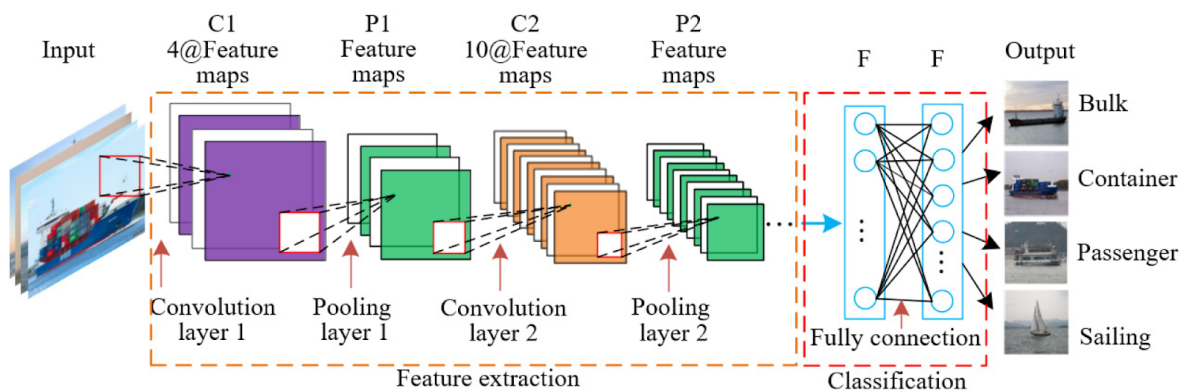 Input
C1
4@Feature
maps
P1
Feature
maps
C2
10@Feature
maps
P2
Feature
maps
F
F
Output
Bulk
Container
Passenger
Sailing
Convolution
layer 1
Pooling
layer 1
Convolution
layer 2
Pooling
layer 2
Fully connection
Feature extraction
Classification